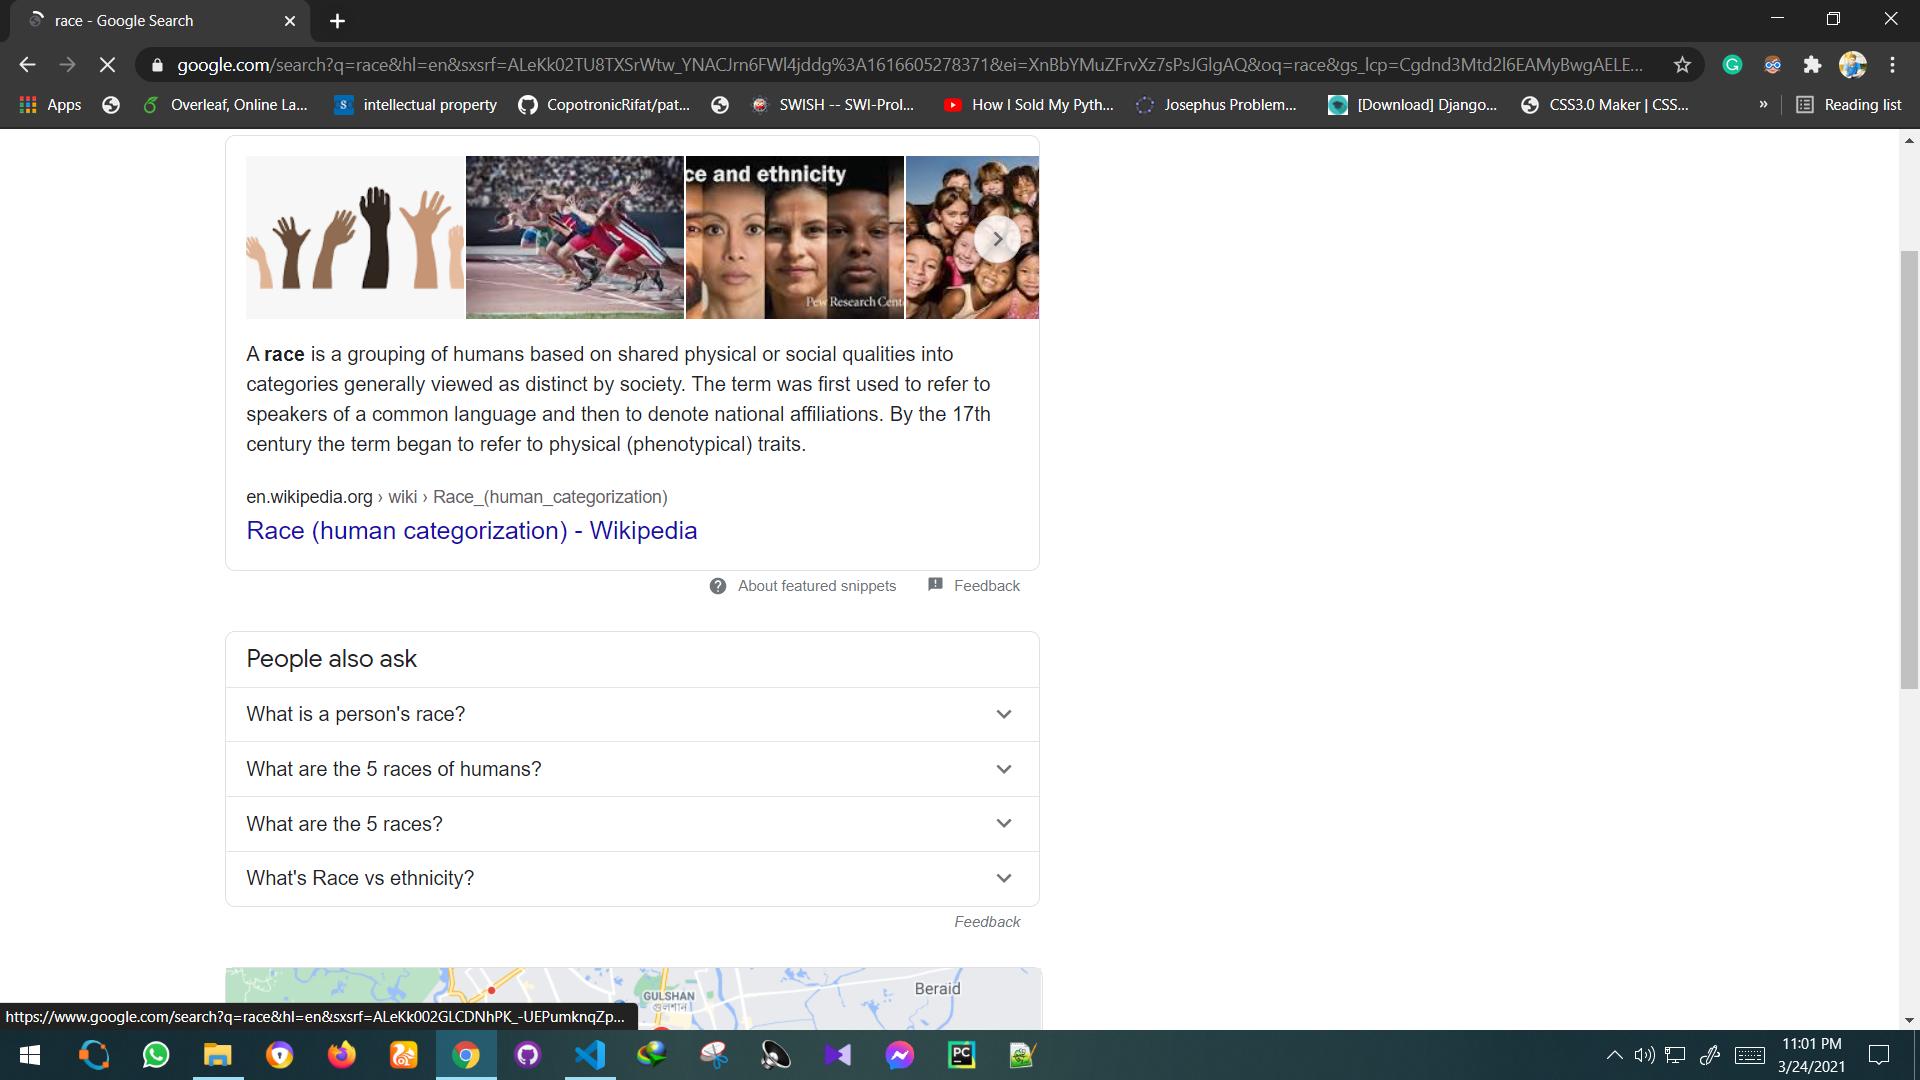 race - Google Search
google.com/search?q=race&hl=en&sxsrf=ALeKk02TU8TXSrWtw_YNACJrn6FWl4jddg%3A1616605278371&ei=XnBbYMuZFrvXz7sPsJGlgAQ&oq=race&gs_lcp=Cgdnd3Mtd2l6EAMyBwgAELE...
Apps Overleaf, Online La... intellectual property CopotronicRifat/pat... SWISH -- SWI-Prol... How I Sold My Pyth... Josephus Problem... [Download] Django... CSS3.0 Maker | CSS... » Reading list
ce and ethnicity
Pew Research Cent
A race is a grouping of humans based on shared physical or social qualities into
categories generally viewed as distinct by society. The term was first used to refer to
speakers of a common language and then to denote national affiliations. By the 17th
century the term began to refer to physical (phenotypical) traits.
en.wikipedia.org › wiki › Race_(human_categorization)
Race (human categorization) - Wikipedia
About featured snippets Feedback
People also ask
What is a person's race?
What are the 5 races of humans?
What are the 5 races?
What's Race vs ethnicity?
Feedback
Beraid
GULSHAN
গুলশান
https://www.google.com/search?q=race&hl=en&sxsrf=ALeKk002GLCDNhPK_-UEPumknqZp...
11:01 PM
3/24/2021